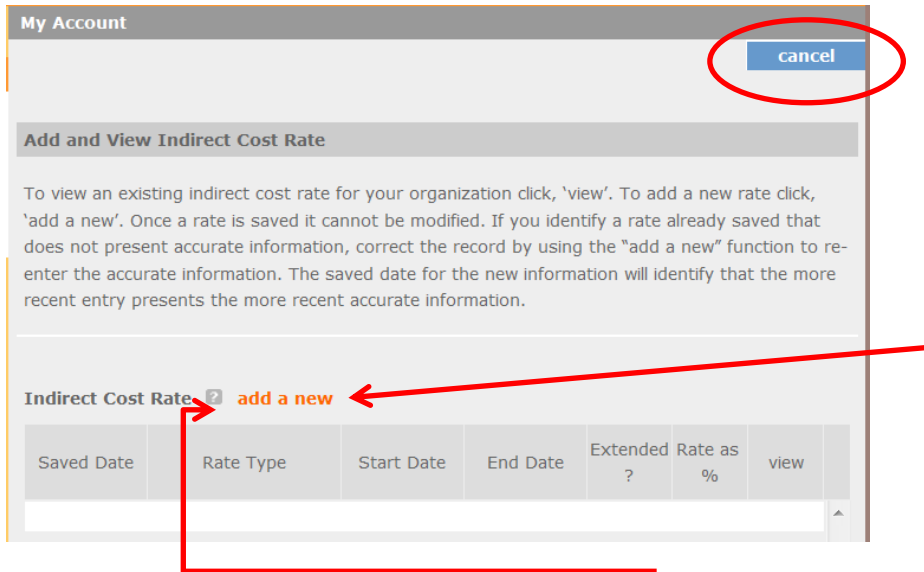 My Account
cancel
Add and View Indirect Cost Rate
To view an existing indirect cost rate for your organization click, ‘view’. To add a new rate click,
‘add a new’. Once a rate is saved it cannot be modified. If you identify a rate already saved that
does not present accurate information, correct the record by using the “add a new” function to re-
enter the accurate information. The saved date for the new information will identify that the more
recent entry presents the more recent accurate information.
Indirect Cost Rate ? add a new
Saved Date Rate Type Start Date End Date Extended ? Rate as % view